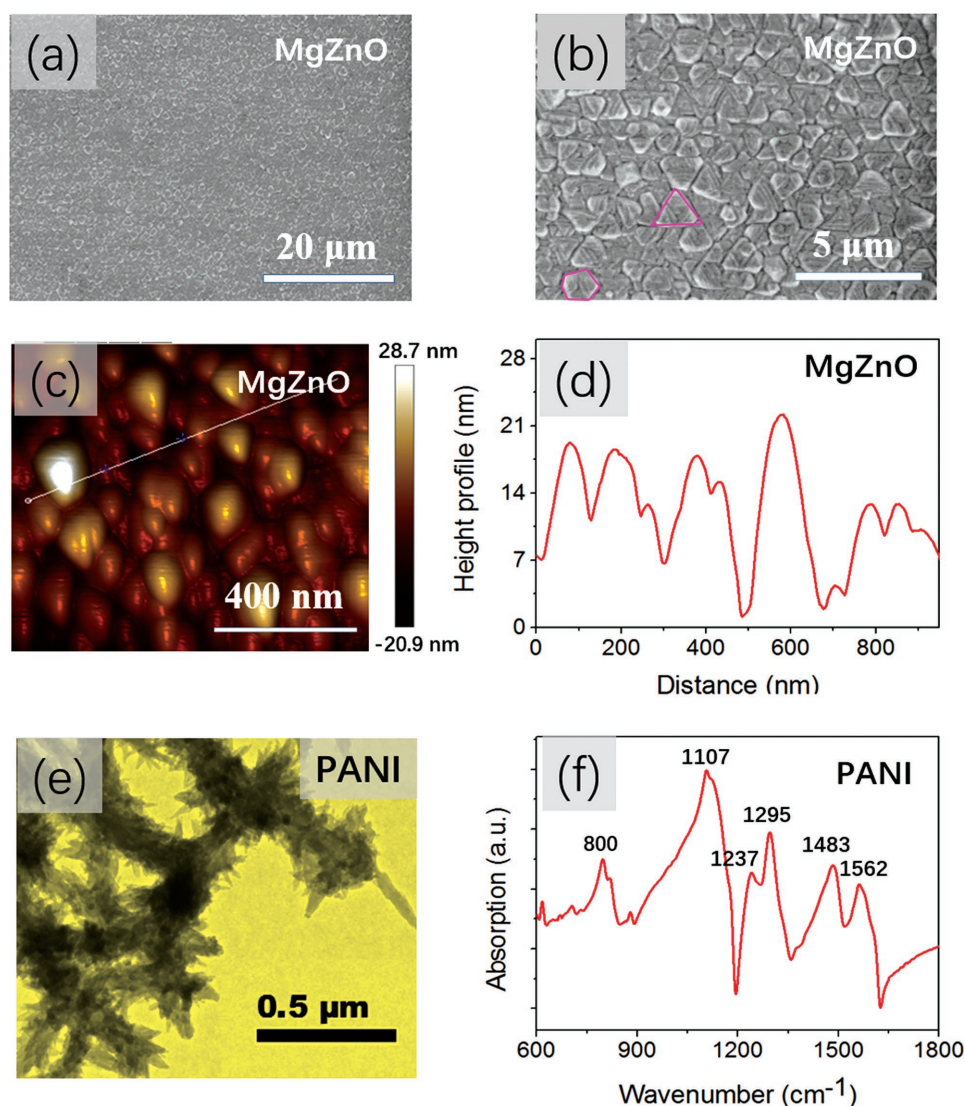 (a)
MgZnO
20 μm
(b)
MgZnO
5 μm
(c)
MgZnO
400 nm
28.7 nm
-20.9 nm
(d)
MgZnO
Height profile (nm)
28
21
14
7
0
0 200 400 600 800
Distance (nm)
(e)
PANI
0.5 μm
(f)
PANI
Absorption (a.u.)
800
1107
1237
1295
1483
1562
600 900 1200 1500 1800
Wavenumber (cm⁻¹)